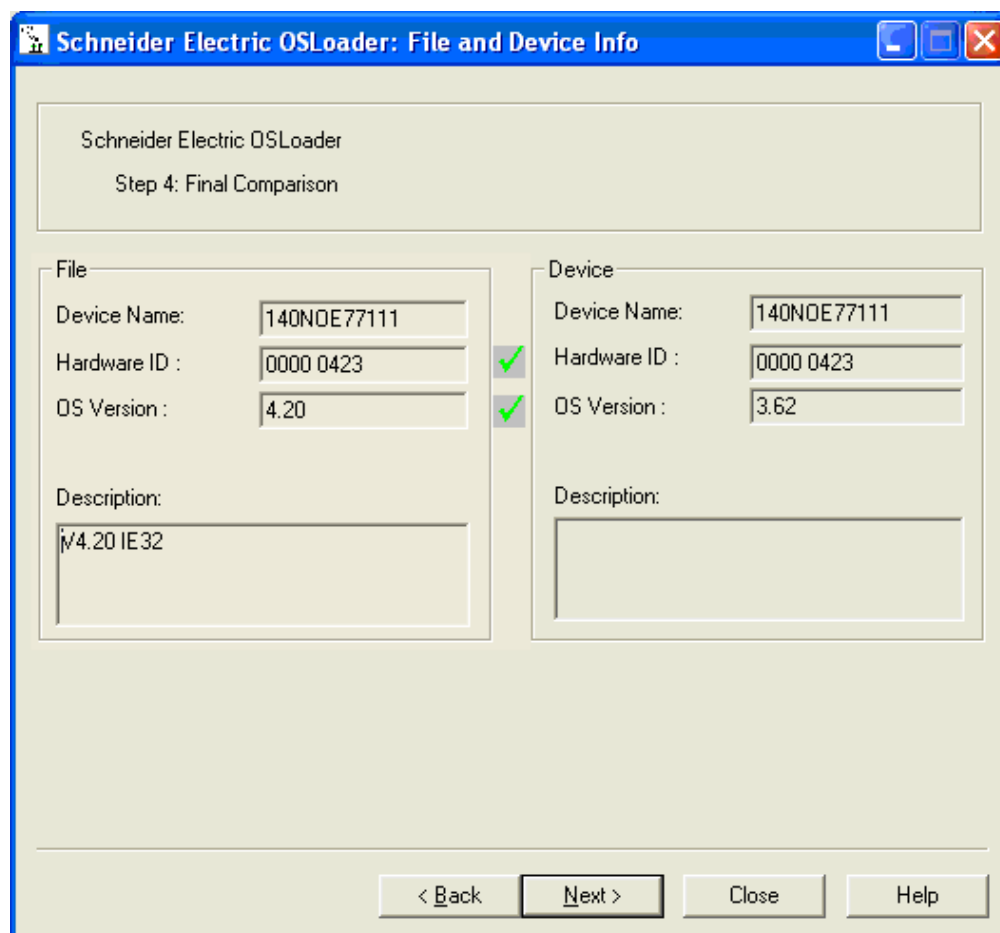 Schneider Electric OSLoader: File and Device Info
Schneider Electric OSLoader
Step 4: Final Comparison
File
Device Name: 140NOE77111
Hardware ID : 0000 0423
OS Version : 4.20
Description:
V4.20 IE32
Device
Device Name: 140NOE77111
Hardware ID : 0000 0423
OS Version : 3.62
Description:
< Back
Next >
Close
Help